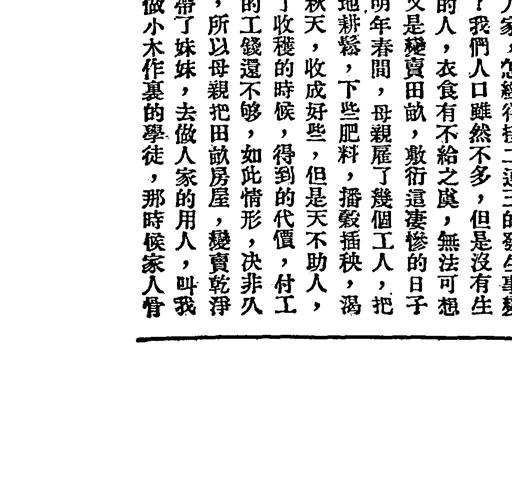 人家，怎經得接二連三的發生事變
？我們人口雖然不多，但是沒有生
的人，衣食有不給之虞，無法可想
又是變賣田畝，敷衍這凄慘的日子
明年春間，母親雇了幾個工人，把
地耕鬆，下些肥料，播穀插秧，渴
秋天，收成好些，但是天不助人，
了收穫的時候，得到的代價，付工
的工錢還不够，如此情形，決非久
，所以母親把田畝房屋，變賣乾淨
帶了妹妹，去做人家的用人，叫我
做小木作裏的學徒，那時候家人骨